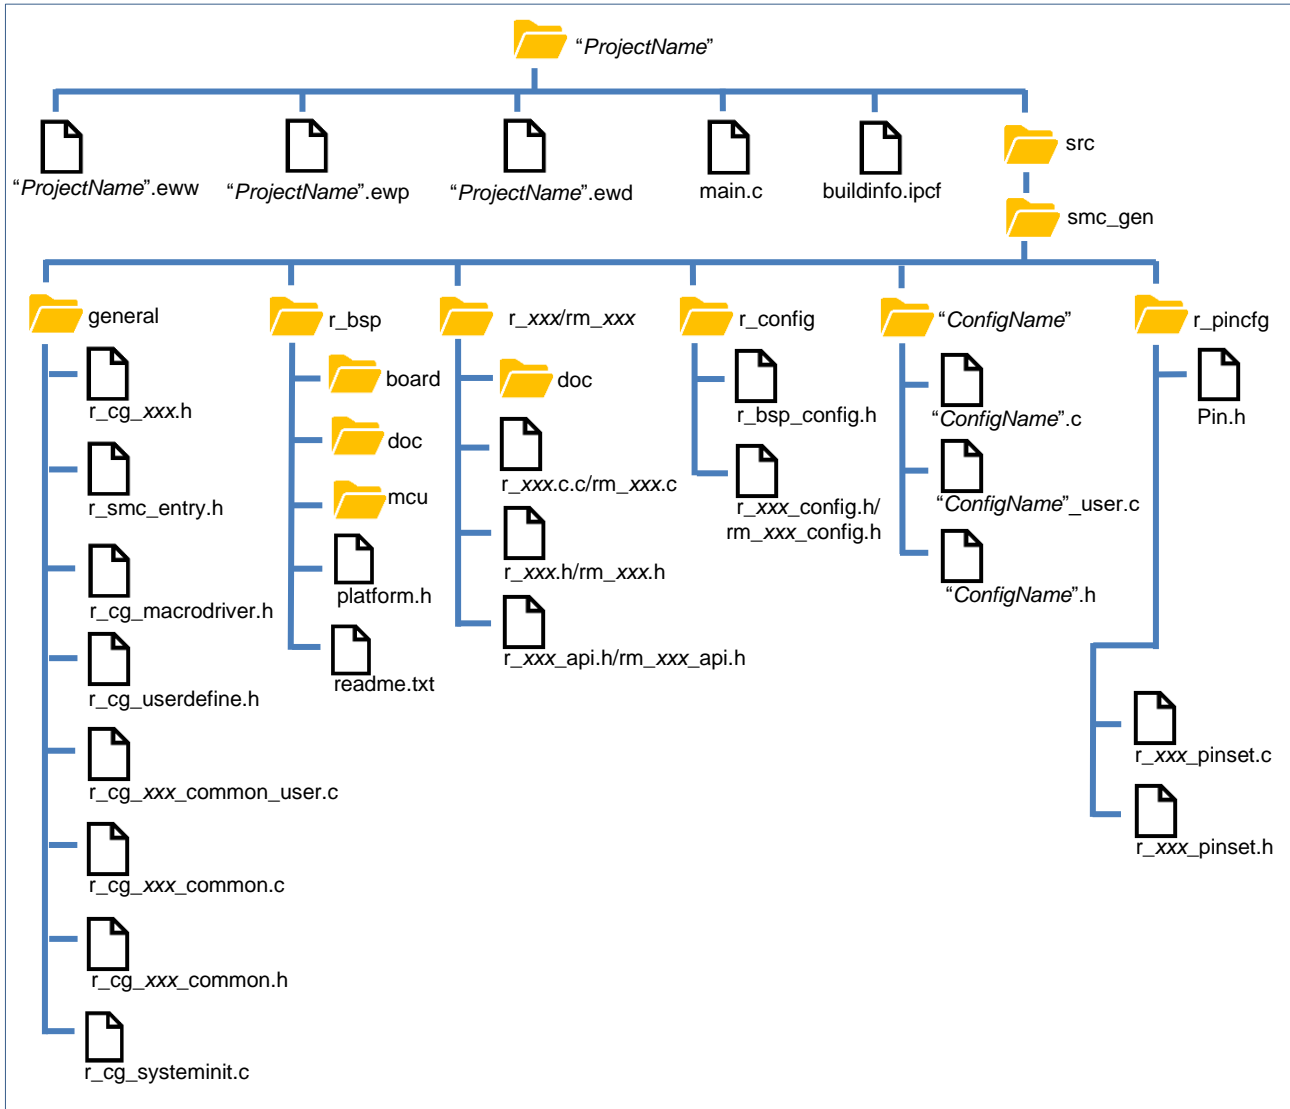 “ProjectName”
“ProjectName”.eww
“ProjectName”.ewp
“ProjectName”.ewd
main.c
buildinfo.ipcf
src
smc_gen
general
r_cg_xxx.h
r_smc_entry.h
r_cg_macrodriver.h
r_cg_userdefine.h
r_cg_xxx_common_user.c
r_cg_xxx_common.c
r_cg_xxx_common.h
r_cg_systeminit.c
r_bsp
board
doc
mcu
platform.h
readme.txt
r_xxx/rm_xxx
doc
r_xxx.c.c/rm_xxx.c
r_xxx.h/rm_xxx.h
r_xxx_api.h/rm_xxx_api.h
r_config
r_bsp_config.h
r_xxx_config.h/
rm_xxx_config.h
“ConfigName”
“ConfigName”.c
“ConfigName”_user.c
“ConfigName”.h
r_pincfg
Pin.h
r_xxx_pinset.c
r_xxx_pinset.h